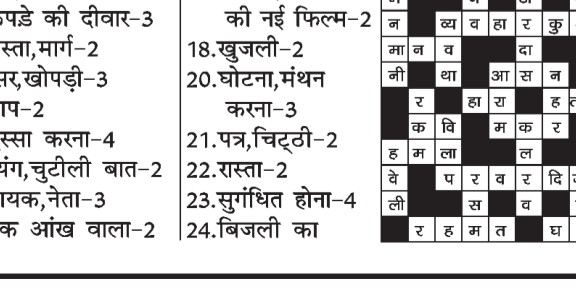 पड़े की दीवार-3
स्ता,मार्ग-2
सर,खोपड़ी-3
ाप-2
स्सा करना-4
यंग,चुटीली बात-2
ायक,नेता-3
क आंख वाला-2
की नई फिल्म-2
18.खुजली-2
20.घोटना,मंथन
करना-3
21.पत्र,चिट्ठी-2
22.रास्ता-2
23.सुगंधित होना-4
24.बिजली का
न व्य व हा र कु
मा न व दा
नी था आ स न
र हा रा ह
क वि म क र
ह म ला ल
वे प र व र दि
ली स व
र ह म त घ